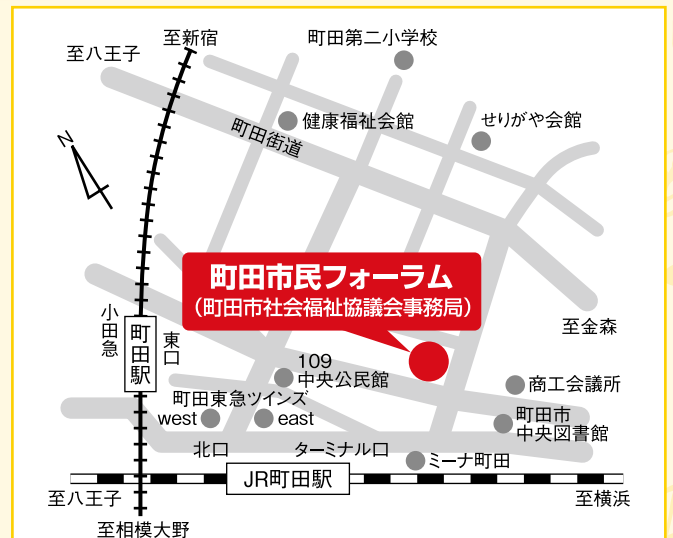 至新宿
町田第二小学校
至八王子
健康福祉会館
せりがや会館
町田街道
N
町田市民フォーラム
(町田市社会福祉協議会事務局)
至金森
小田急
町田駅
東口
109
中央公民館
商工会議所
町田東急ツインズ
west
east
町田市
中央図書館
北口
ターミナル口
ミーナ町田
JR町田駅
至八王子
至横浜
至相模大野